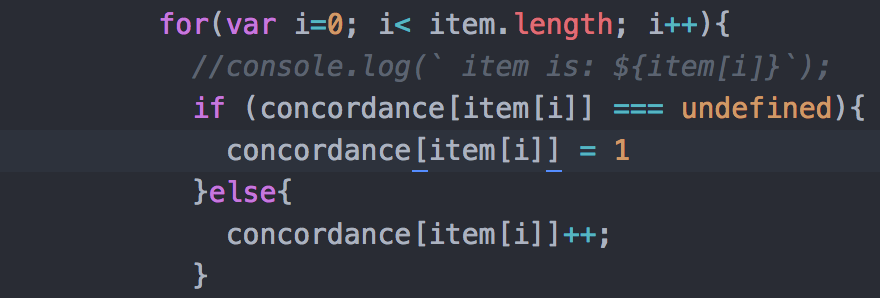 for(var i=0; i< item.length; i++){
//console.log(` item is: ${item[i]}`);
if (concordance[item[i]] === undefined){
concordance[item[i]] = 1
}else{
concordance[item[i]]++;
}